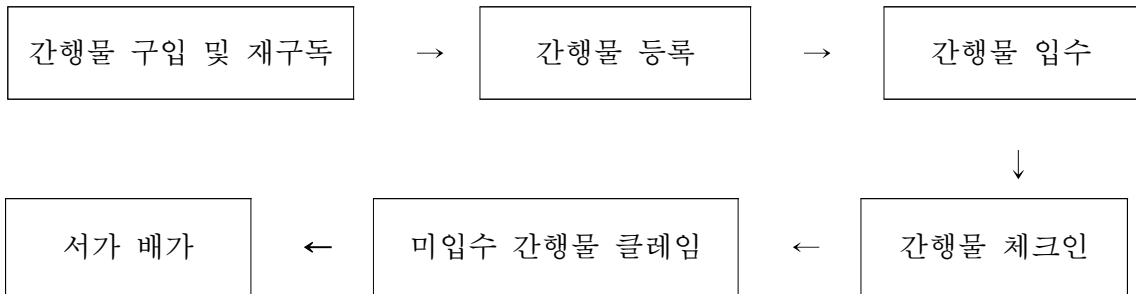 간행물 구입 및 재구독 → 간행물 등록 → 간행물 입수
↓
서가 배가 ← 미입수 간행물 클레임 ← 간행물 체크인